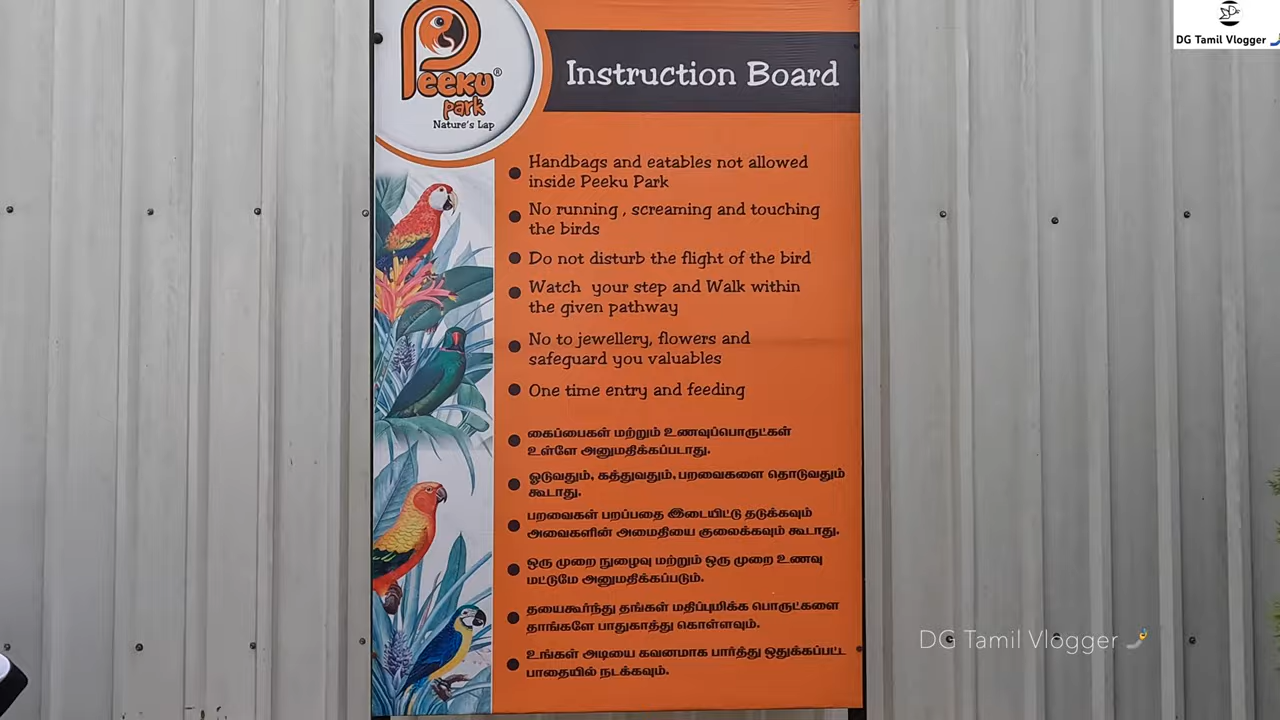 Peeku®
park
Nature's Lap
DG Tamil Vlogger
Instruction Board
Handbags and eatables not allowed
inside Peeku Park
No running , screaming and touching
the birds
Do not disturb the flight of the bird
Watch your step and Walk within
the given pathway
No to jewellery, flowers and
safeguard you valuables
One time entry and feeding
கைப்பைகள் மற்றும் உணவுப்பொருட்கள்
உள்ளே அனுமதிக்கப்படாது.
ஓடுவதும், கத்துவதும், பறவைகளை தொடுவதும்
கூடாது.
பறவைகள் பறப்பதை இடையிட்டு தடுக்கவும்
அவைகளின் அமைதியை குலைக்கவும் கூடாது.
ஒரு முறை நுழைவு மற்றும் ஒரு முறை உணவு
மட்டுமே அனுமதிக்கப்படும்.
தயைகூர்ந்து தங்கள் மதிப்புமிக்க பொருட்களை
தாங்களே பாதுகாத்து கொள்ளவும்.
உங்கள் அடியை கவனமாக பார்த்து ஒதுக்கப்பட்ட
பாதையில் நடக்கவும்.
DG Tamil Vlogger